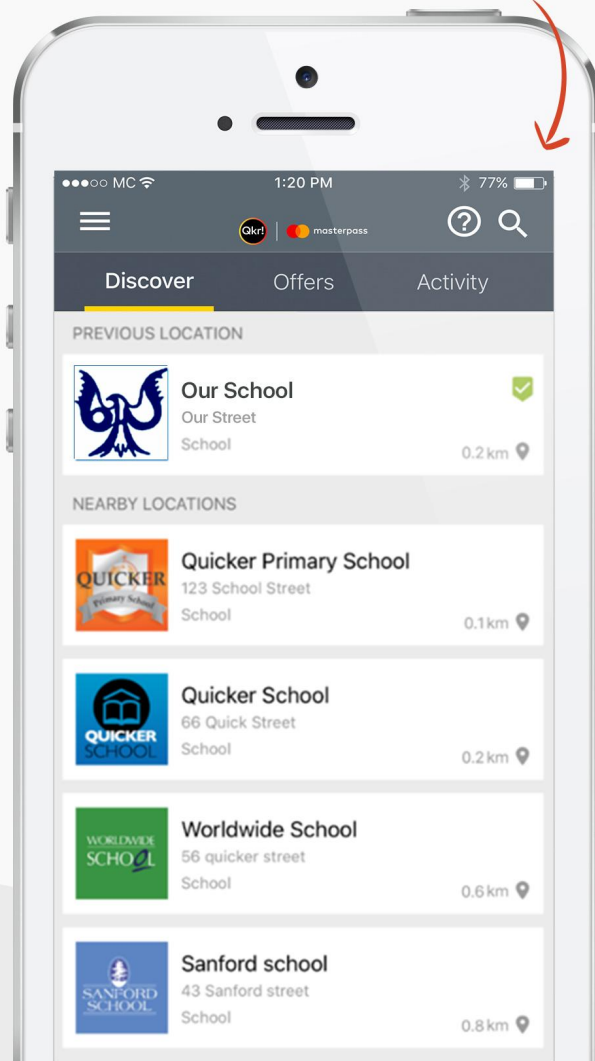 MC 1:20 PM 77%
Qkr! masterpass
Discover Offers Activity
PREVIOUS LOCATION
Our School
Our Street
School
0.2 km
NEARBY LOCATIONS
QUICKER
Primary School
Quicker Primary School
123 School Street
School
0.1 km
QUICKER
SCHOOL
Quicker School
66 Quick Street
School
0.2 km
WORLDWIDE
SCHOOL
Worldwide School
56 quicker street
School
0.6 km
SANFORD
SCHOOL
Sanford school
43 Sanford street
School
0.8 km